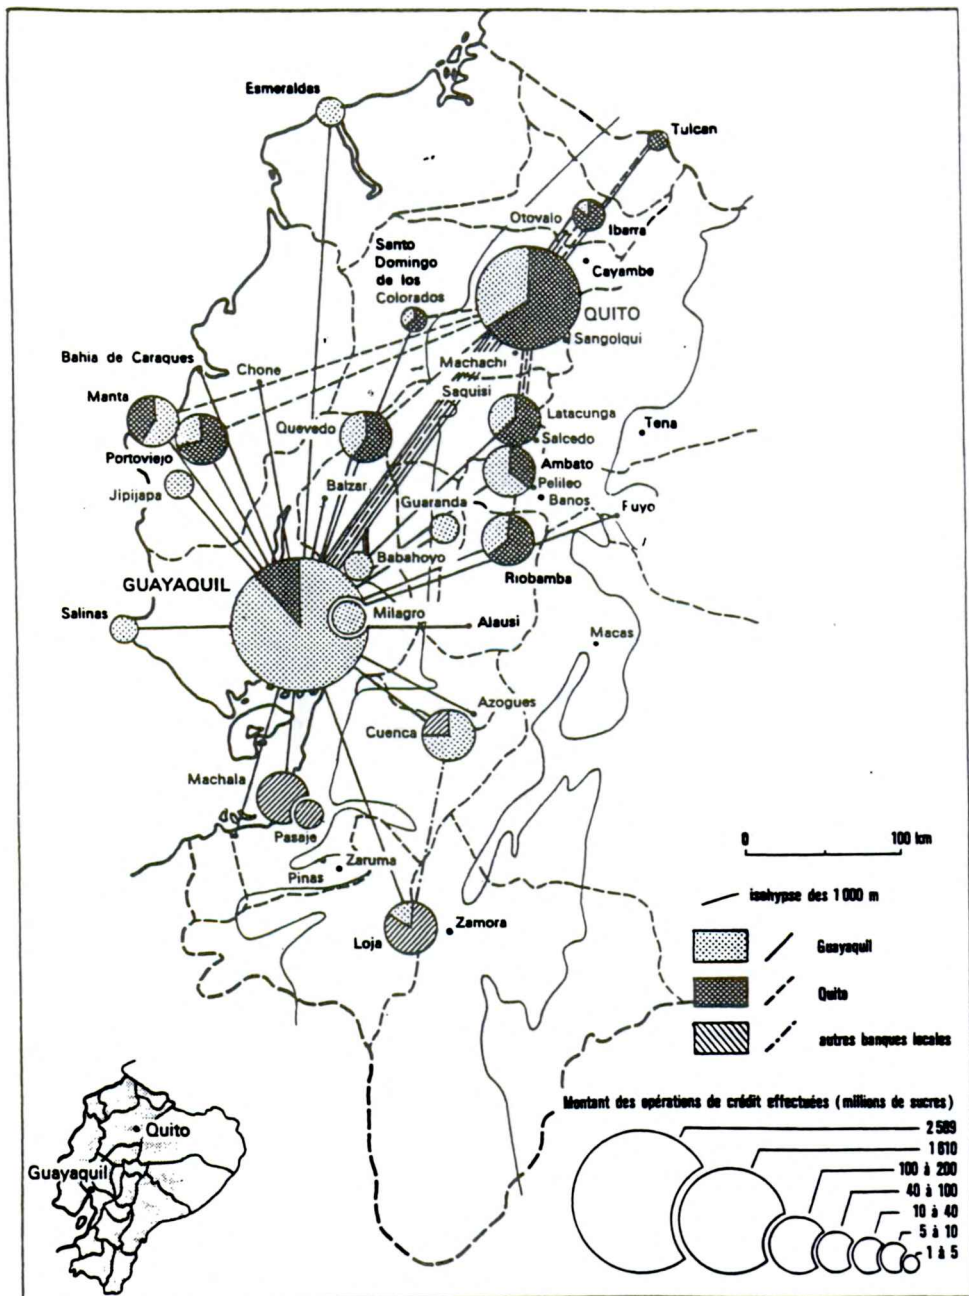 Esmeraldas
Tulcan
Otovalo
Ibarra
Santo
Domingo
de los
Colorados
Cayambe
QUITO
Sangolqui
Machachi
Bahia de Caraques
Chone
Saquisi
Manta
Quevedo
Latacunga
Tena
Salcedo
Portoviejo
Ambato
Jipijapa
Balzar
Pelileo
Guaranda
Banos
Puyo
Babahoyo
GUAYAQUIL
Riobamba
Salinas
Milagro
Alausi
Macas
Azogues
Cuenca
Machala
Pasaje
Zaruma
Pinas
Loja
Zamora
0 100 km
isohypse des 1 000 m
Guayaquil
Quito
autres banques locales
Montant des opérations de crédit effectuées (millions de sucres)
2 589
1 610
100 à 200
40 à 100
10 à 40
5 à 10
1 à 5
Quito
Guayaquil